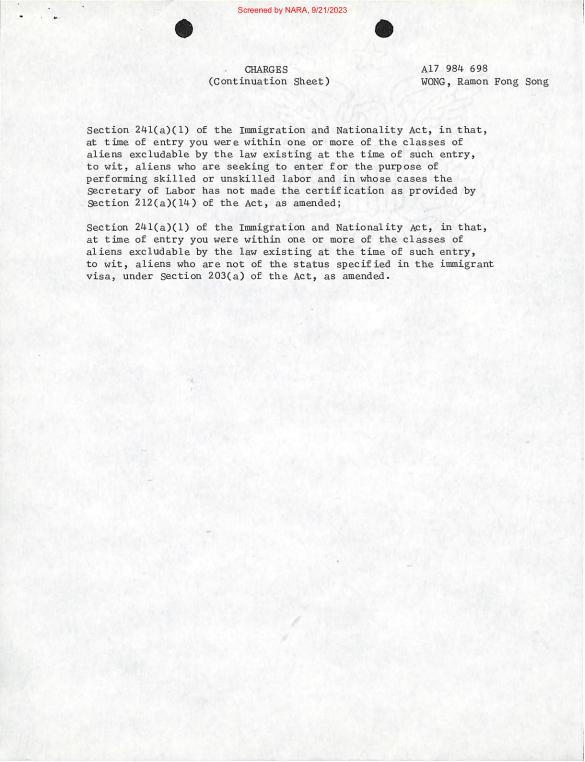 Screened by NARA, 9/21/2023
CHARGES
(Continuation Sheet)
A17 984 698
WONG, Ramon Fong Song
Section 241(a)(1) of the Immigration and Nationality Act, in that,
at time of entry you were within one or more of the classes of
aliens excludable by the law existing at the time of such entry,
to wit, aliens who are seeking to enter for the purpose of
performing skilled or unskilled labor and in whose cases the
Secretary of Labor has not made the certification as provided by
Section 212(a)(14) of the Act, as amended;
Section 241(a)(1) of the Immigration and Nationality Act, in that,
at time of entry you were within one or more of the classes of
aliens excludable by the law existing at the time of such entry,
to wit, aliens who are not of the status specified in the immigrant
visa, under Section 203(a) of the Act, as amended.